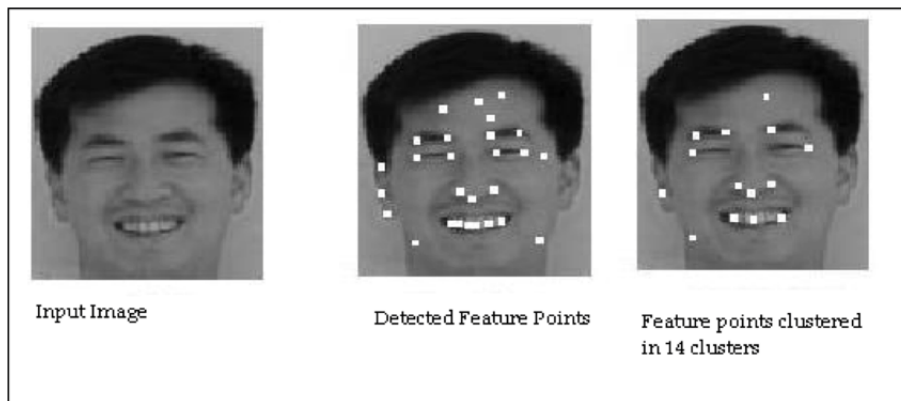 Input Image
Detected Feature Points
Feature points clustered
in 14 clusters